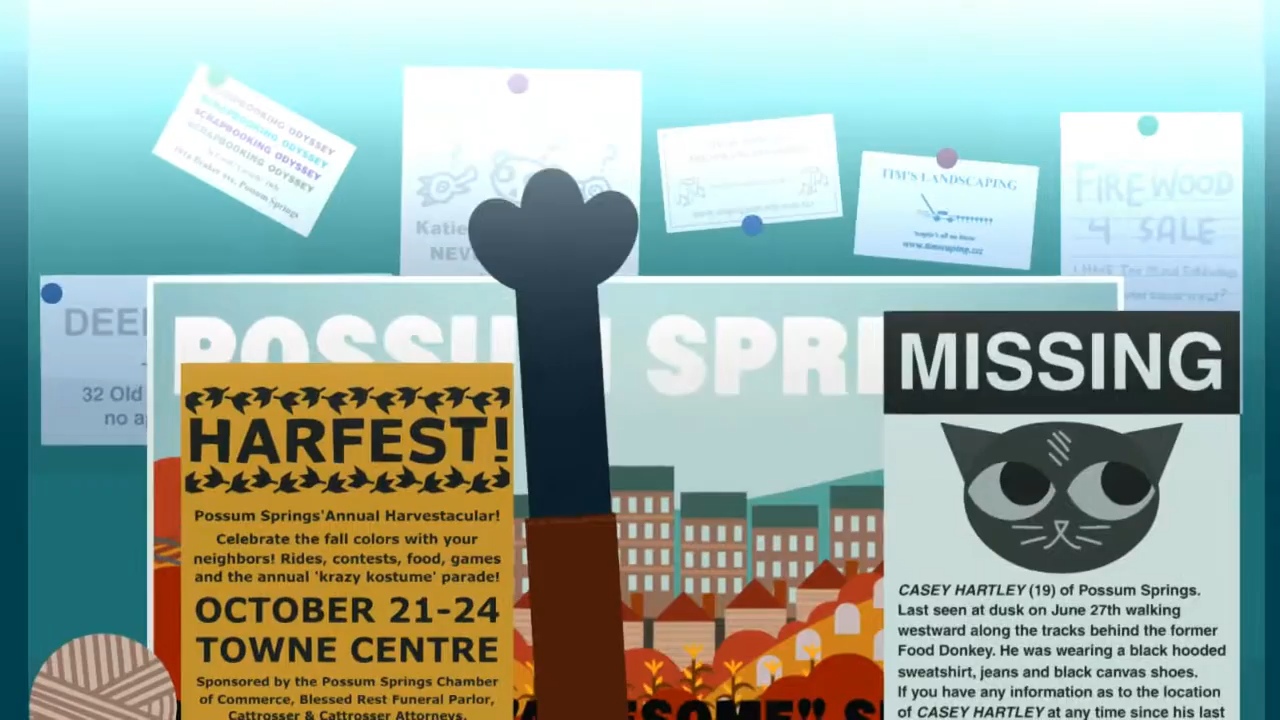 SCRAPBOOKING ODYSSEY
SCRAPBOOKING ODYSSEY
SCRAPBOOKING ODYSSEY
SCRAPBOOKING ODYSSEY
Possum Springs
Katie
NEV
TIM'S LANDSCAPING
FIREWOOD
4 SALE
DEE
32 Old
no a
POSSU SPRI
HARFEST!
Possum Springs'Annual Harvestacular!
Celebrate the fall colors with your
neighbors! Rides, contests, food, games
and the annual 'krazy kostume' parade!
OCTOBER 21-24
TOWNE CENTRE
Sponsored by the Possum Springs Chamber
of Commerce, Blessed Rest Funeral Parlor,
Cattrosser & Cattrosser Attorneys.
MISSING
CASEY HARTLEY (19) of Possum Springs.
Last seen at dusk on June 27th walking
westward along the tracks behind the former
Food Donkey. He was wearing a black hooded
sweatshirt, jeans and black canvas shoes.
If you have any information as to the location
of CASEY HARTLEY at any time since his last